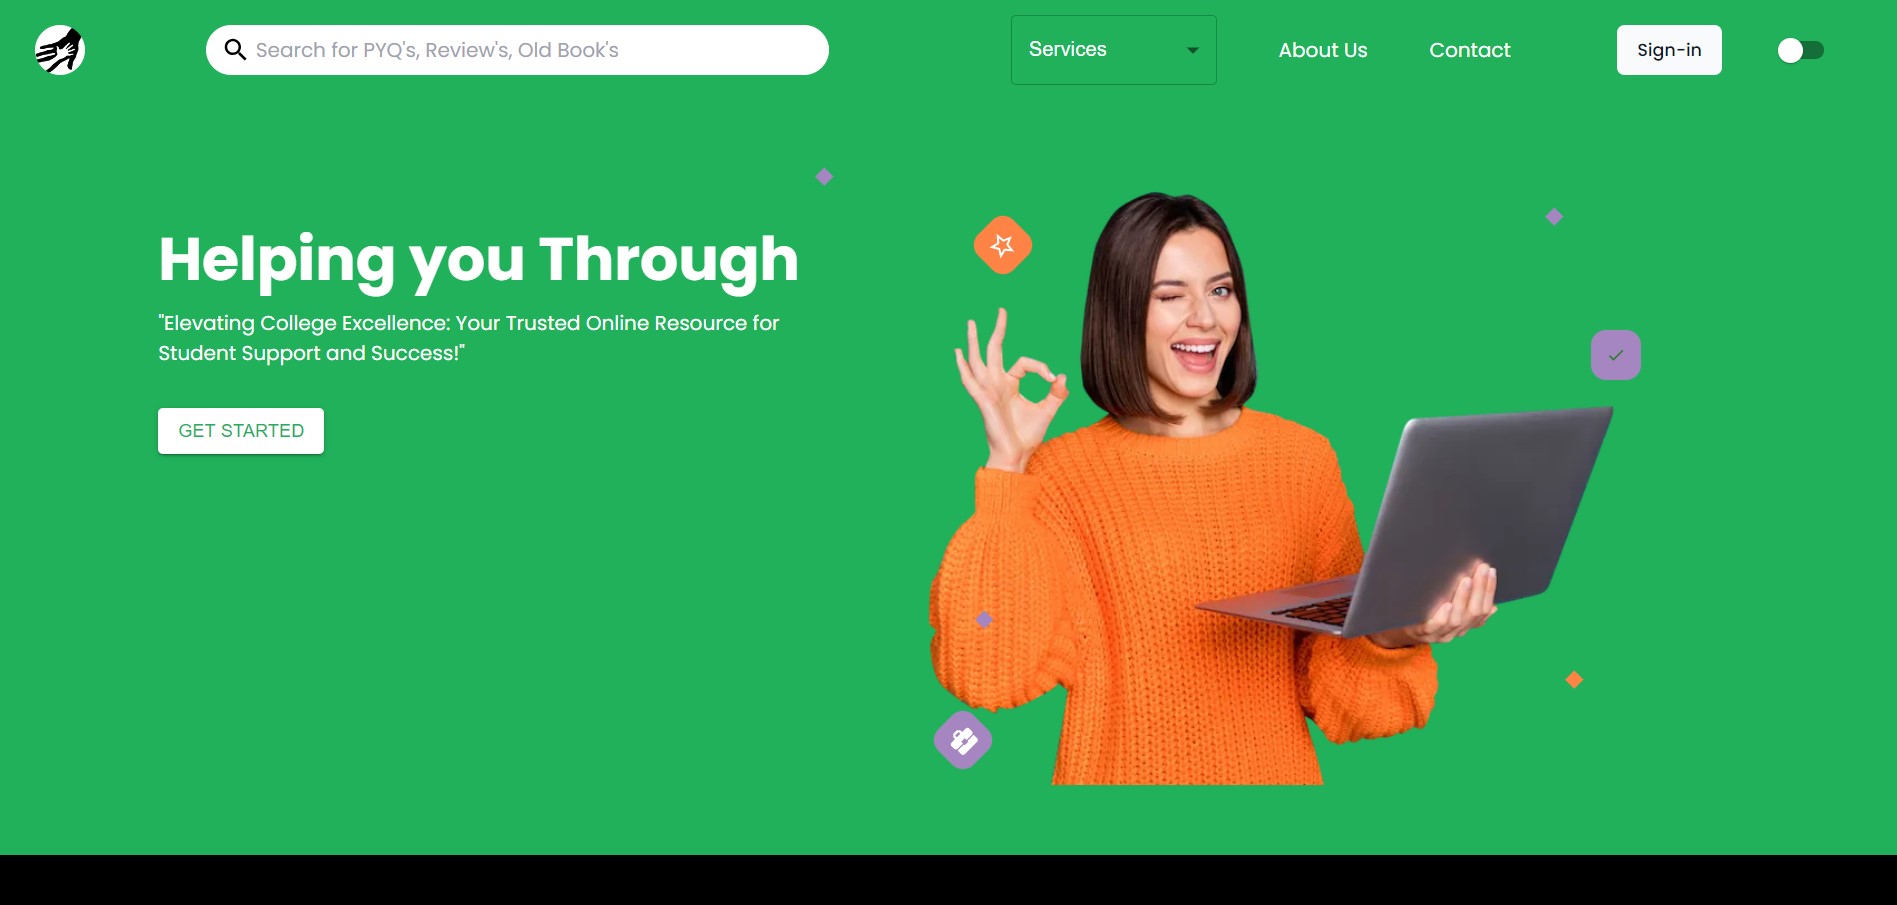 Search for PYQ's, Review's, Old Book's
Services
About Us
Contact
Sign-in
Helping you Through
"Elevating College Excellence: Your Trusted Online Resource for
Student Support and Success!"
GET STARTED